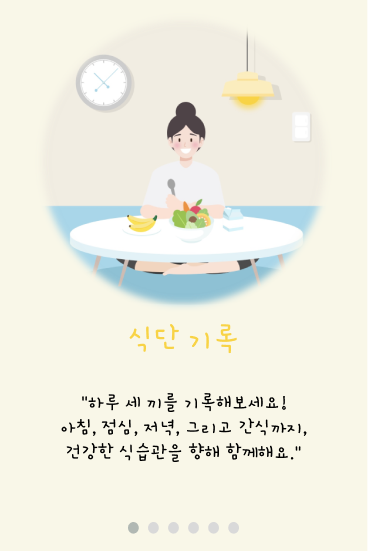 식단 기록
"하루 세 끼를 기록해보세요!
아침, 점심, 저녁, 그리고 간식까지,
건강한 식습관을 향해 함께해요."